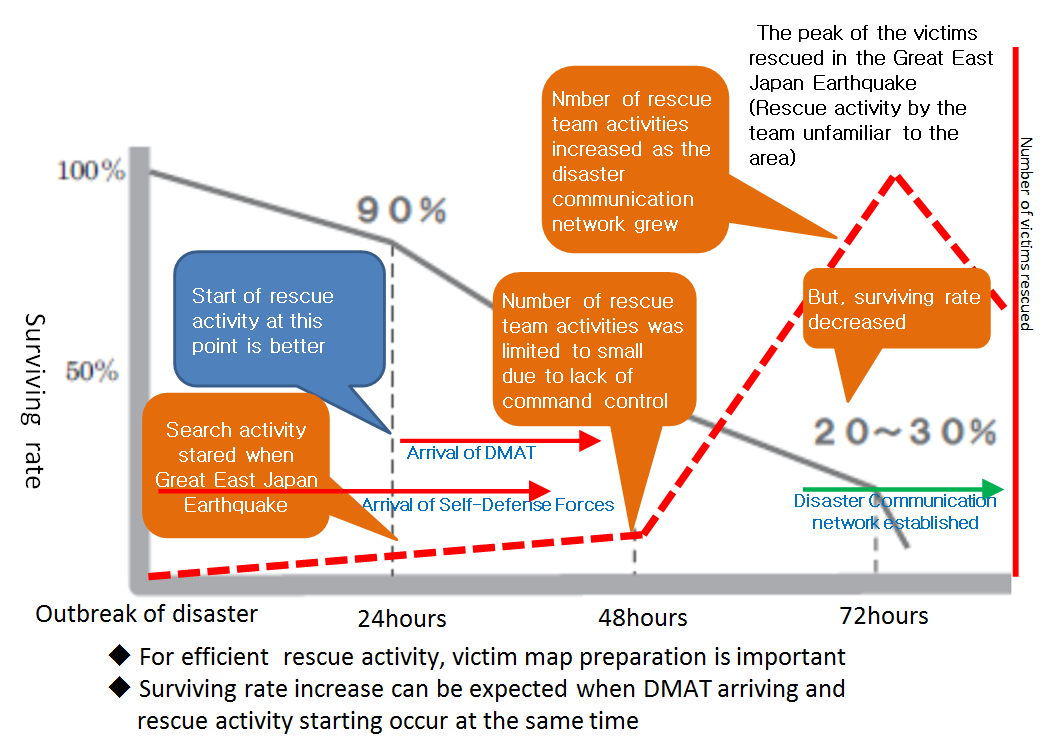 The peak of the victims
rescued in the Great East
Japan Earthquake
(Rescue activity by the
team unfamiliar to the
area)
Nmber of rescue
team activities
increased as the
disaster
communication
network grew
Number of victims rescued
100%
90%
Start of rescue
activity at this
point is better
Number of rescue
team activities was
limited to small
due to lack of
command control
But, surviving rate
decreased
Surviving rate
50%
Search activity
stared when
Great East Japan
Earthquake
20~30%
Arrival of DMAT
Arrival of Self-Defense Forces
Disaster Communication
network established
Outbreak of disaster
24hours
48hours
72hours
◆ For efficient rescue activity, victim map preparation is important
◆ Surviving rate increase can be expected when DMAT arriving and
rescue activity starting occur at the same time